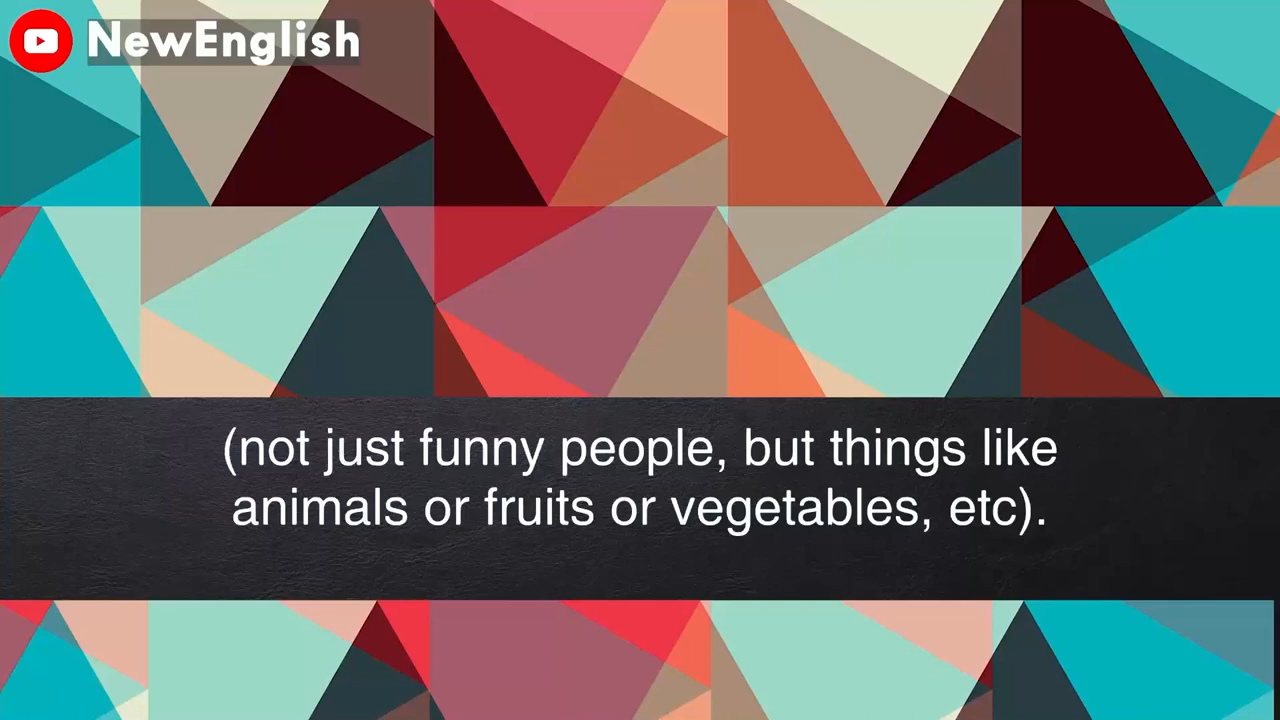 NewEnglish
(not just funny people, but things like
animals or fruits or vegetables, etc).